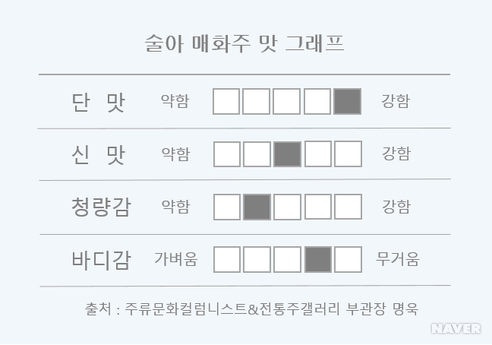 술아 매화주 맛 그래프
단 맛 약함 강함
신 맛 약함 강함
청량감 약함 강함
바디감 가벼움 무거움
출처 : 주류문화컬럼니스트&전통주갤러리 부관장 명욱
NAVER